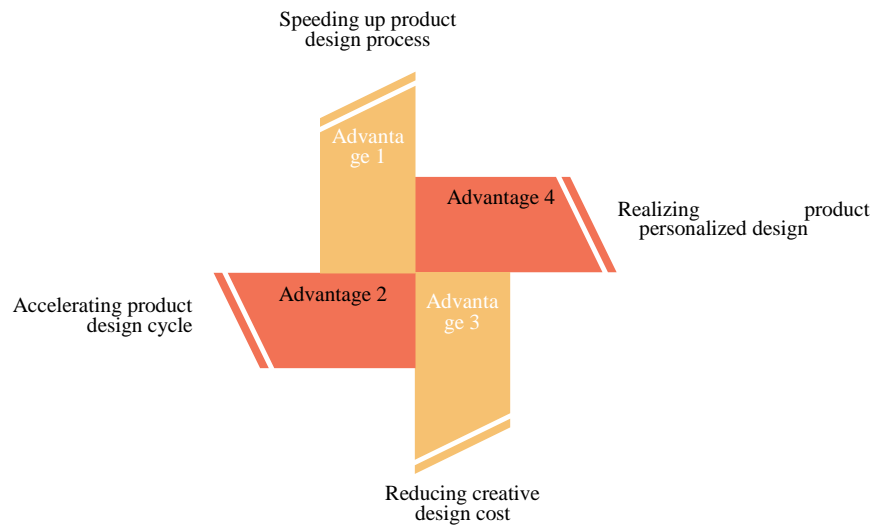 Speeding up product
design process
Advanta
ge 1
Advantage 4
Realizing product
personalized design
Advantage 2
Accelerating product
design cycle
Advanta
ge 3
Reducing creative
design cost